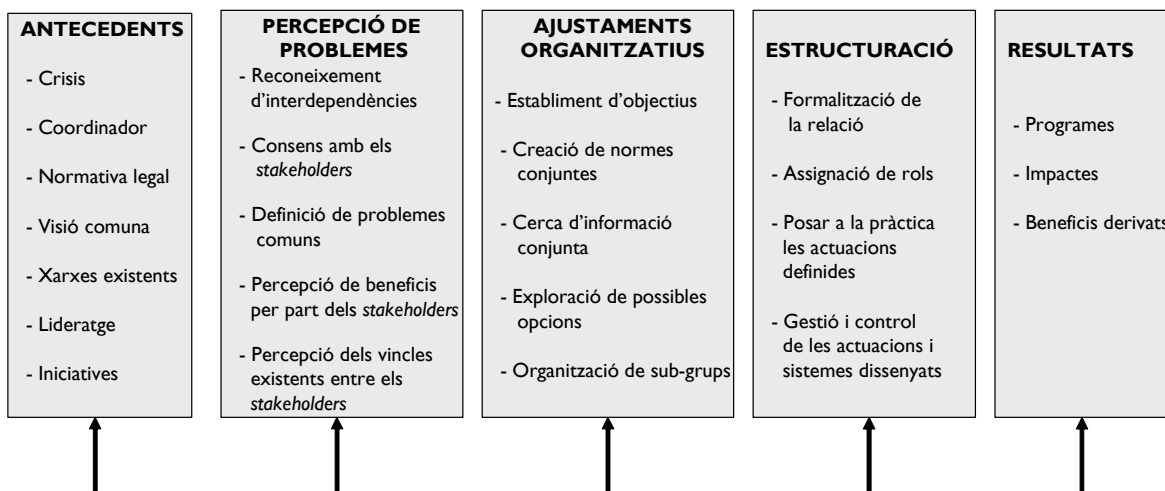 ANTECEDENTS
- Crisis
- Coordinador
- Normativa legal
- Visió comuna
- Xarxes existents
- Lideratge
- Iniciatives
PERCEPCIÓ DE
PROBLEMES
- Reconeixement
d’interdependències
- Consens amb els
stakeholders
- Definició de problemes
comuns
- Percepció de beneficis
per part dels stakeholders
- Percepció dels vincles
existents entre els
stakeholders
AJUSTAMENTS
ORGANITZATIUS
- Establiment d’objectius
- Creació de normes
conjuntes
- Cerca d’informació
conjunta
- Exploració de possibles
opcions
- Organització de sub-grups
ESTRUCTURACIÓ
- Formalització de
la relació
- Assignació de rols
- Posar a la pràctica
les actuacions
definides
- Gestió i control
de les actuacions i
sistemes dissenyats
RESULTATS
- Programes
- Impactes
- Beneficis derivats